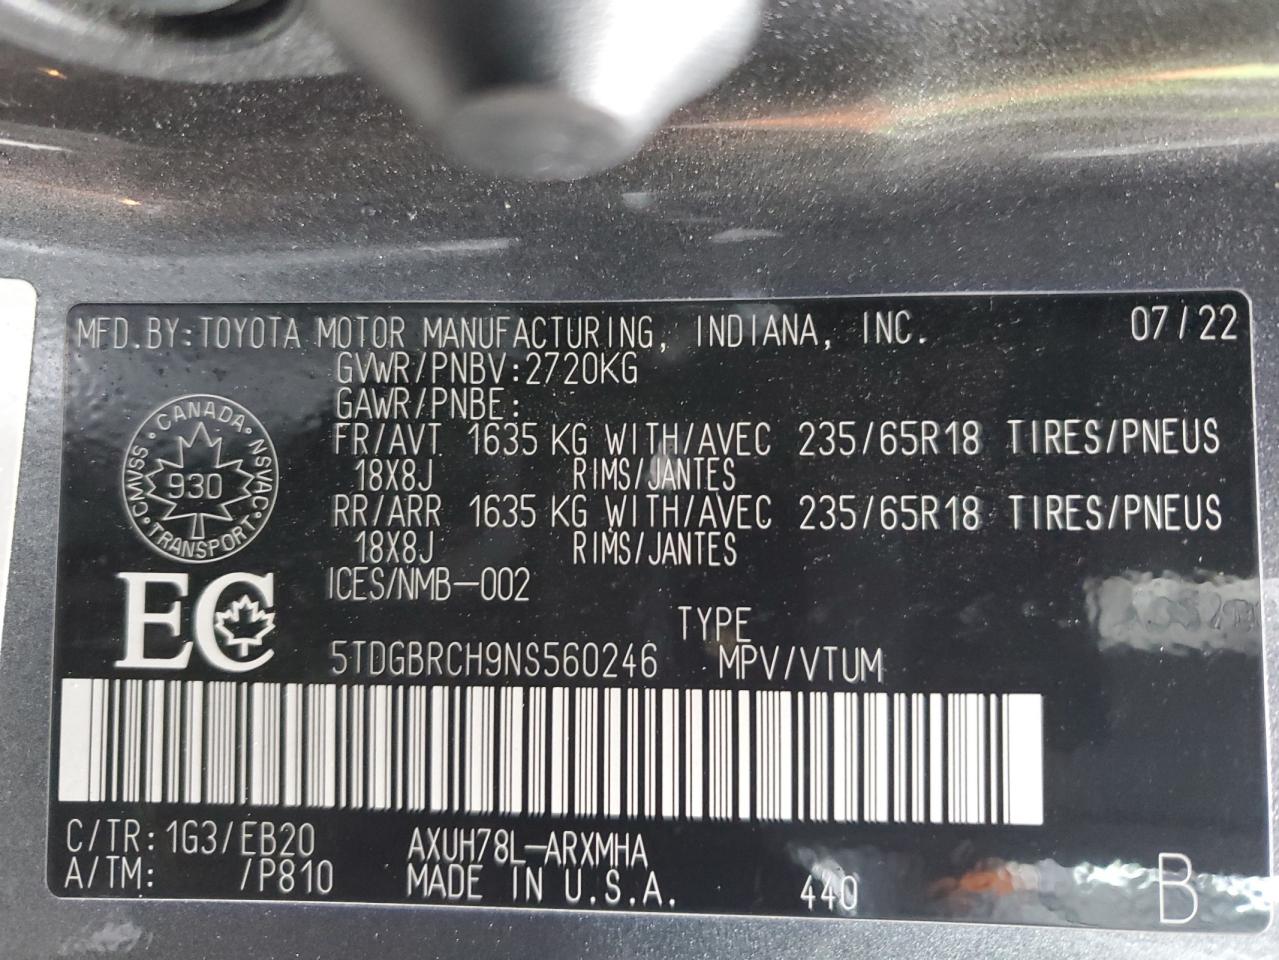 MFD.BY:TOYOTA MOTOR MANUFACTURING, INDIANA, INC. 07/22
GVWR/PNBV:2720KG
GAWR/PNBE:
FR/AVT 1635 KG WITH/AVEC 235/65R18 TIRES/PNEUS
18X8J RIMS/JANTES
RR/ARR 1635 KG WITH/AVEC 235/65R18 TIRES/PNEUS
18X8J RIMS/JANTES
CMVSS · CANADA · NSVAC · TRANSPORT ·
930
ICES/NMB-002
EC
TYPE
5TDGBRCH9NS560246 MPV/VTUM
C/TR: 1G3/EB20 AXUH78L-ARXMHA
A/TM: /P810 MADE IN U.S.A. 440 B